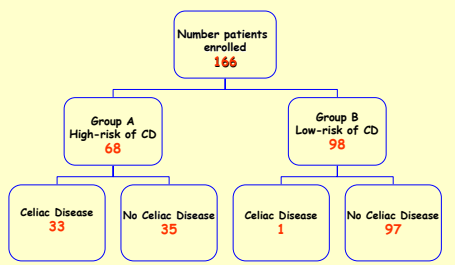 Number patients
enrolled
166
Group A
High-risk of CD
68
Group B
Low-risk of CD
98
Celiac Disease
33
No Celiac Disease
35
Celiac Disease
1
No Celiac Disease
97